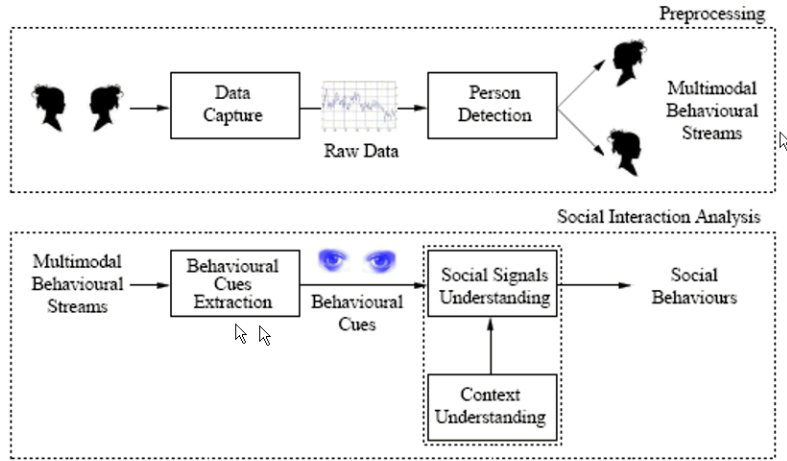 Preprocessing
Data
Capture
Raw Data
Person
Detection
Multimodal
Behavioural
Streams
Social Interaction Analysis
Multimodal
Behavioural
Streams
Behavioural
Cues
Extraction
Behavioural
Cues
Social Signals
Understanding
Context
Understanding
Social
Behaviours